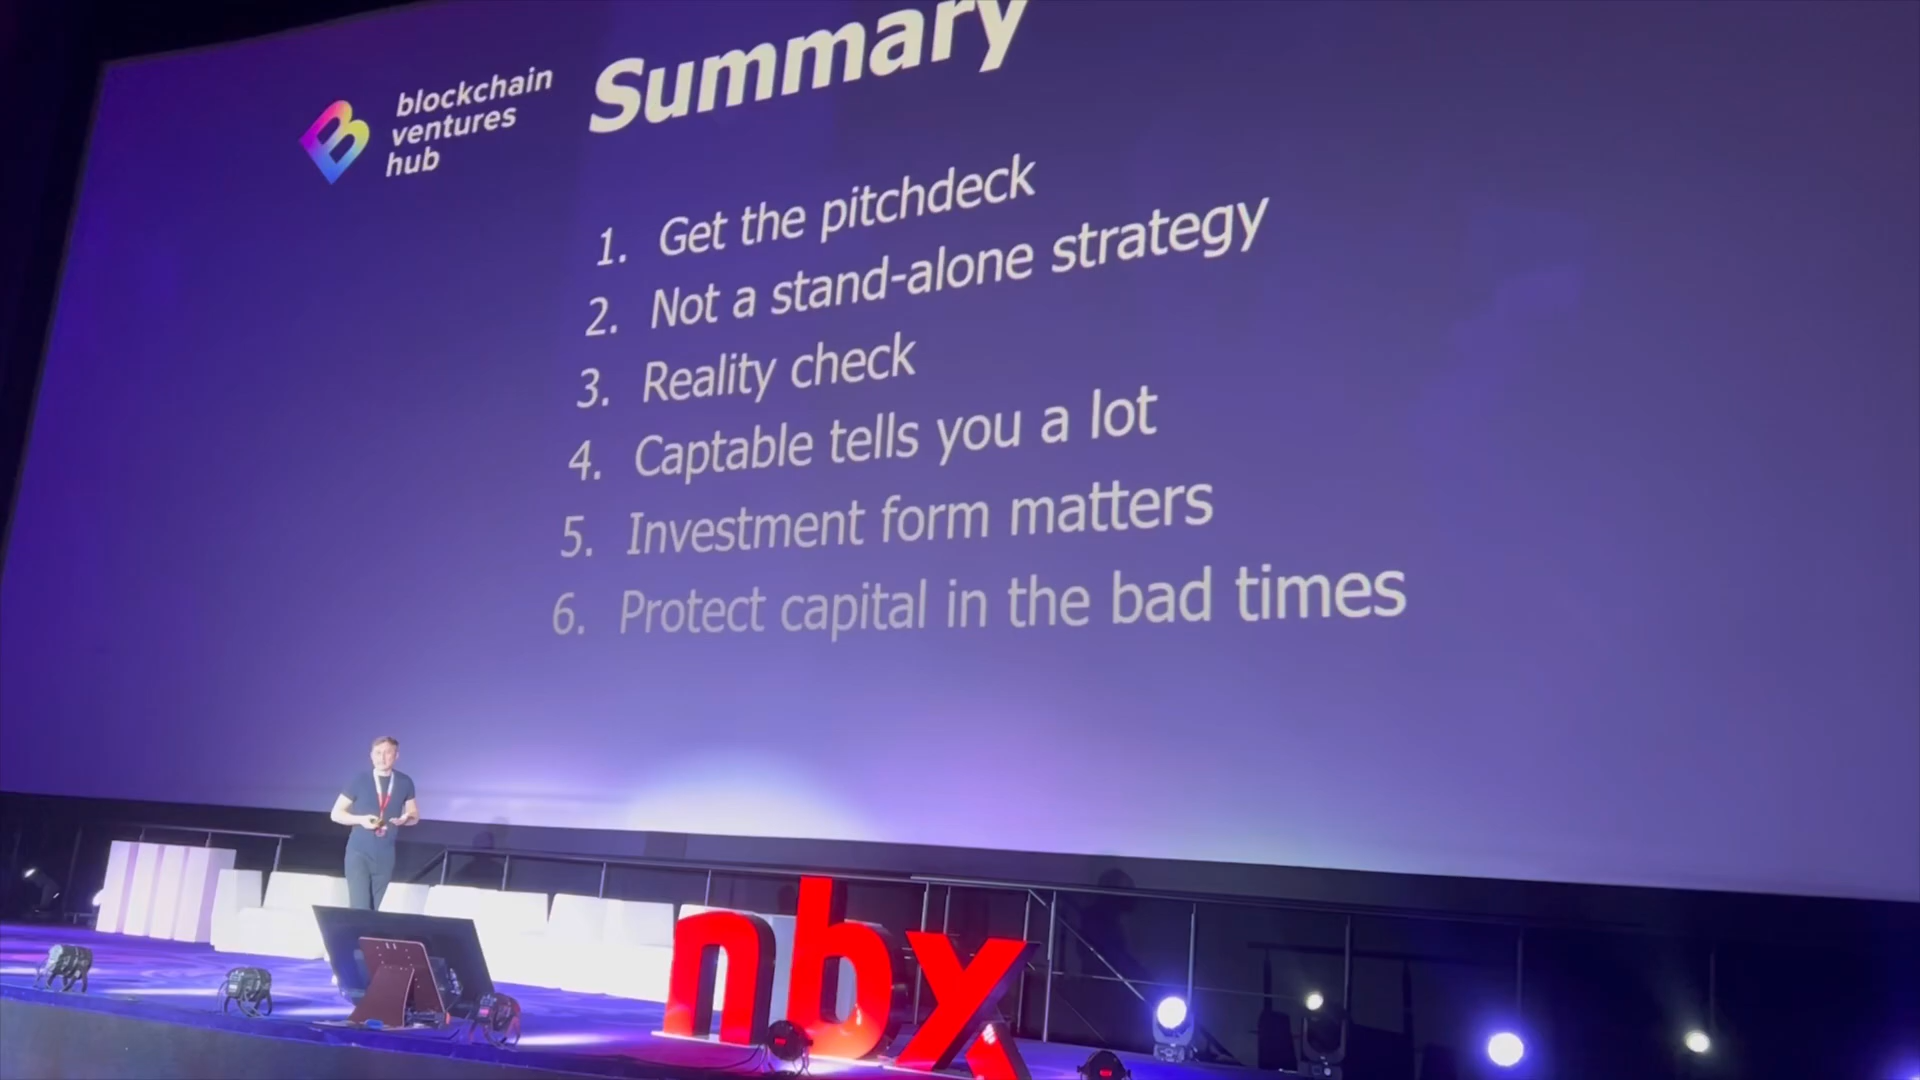 blockchain
ventures
hub
Summary
1. Get the pitchdeck
2. Not a stand-alone strategy
3. Reality check
4. Captable tells you a lot
5. Investment form matters
6. Protect capital in the bad times
nbx